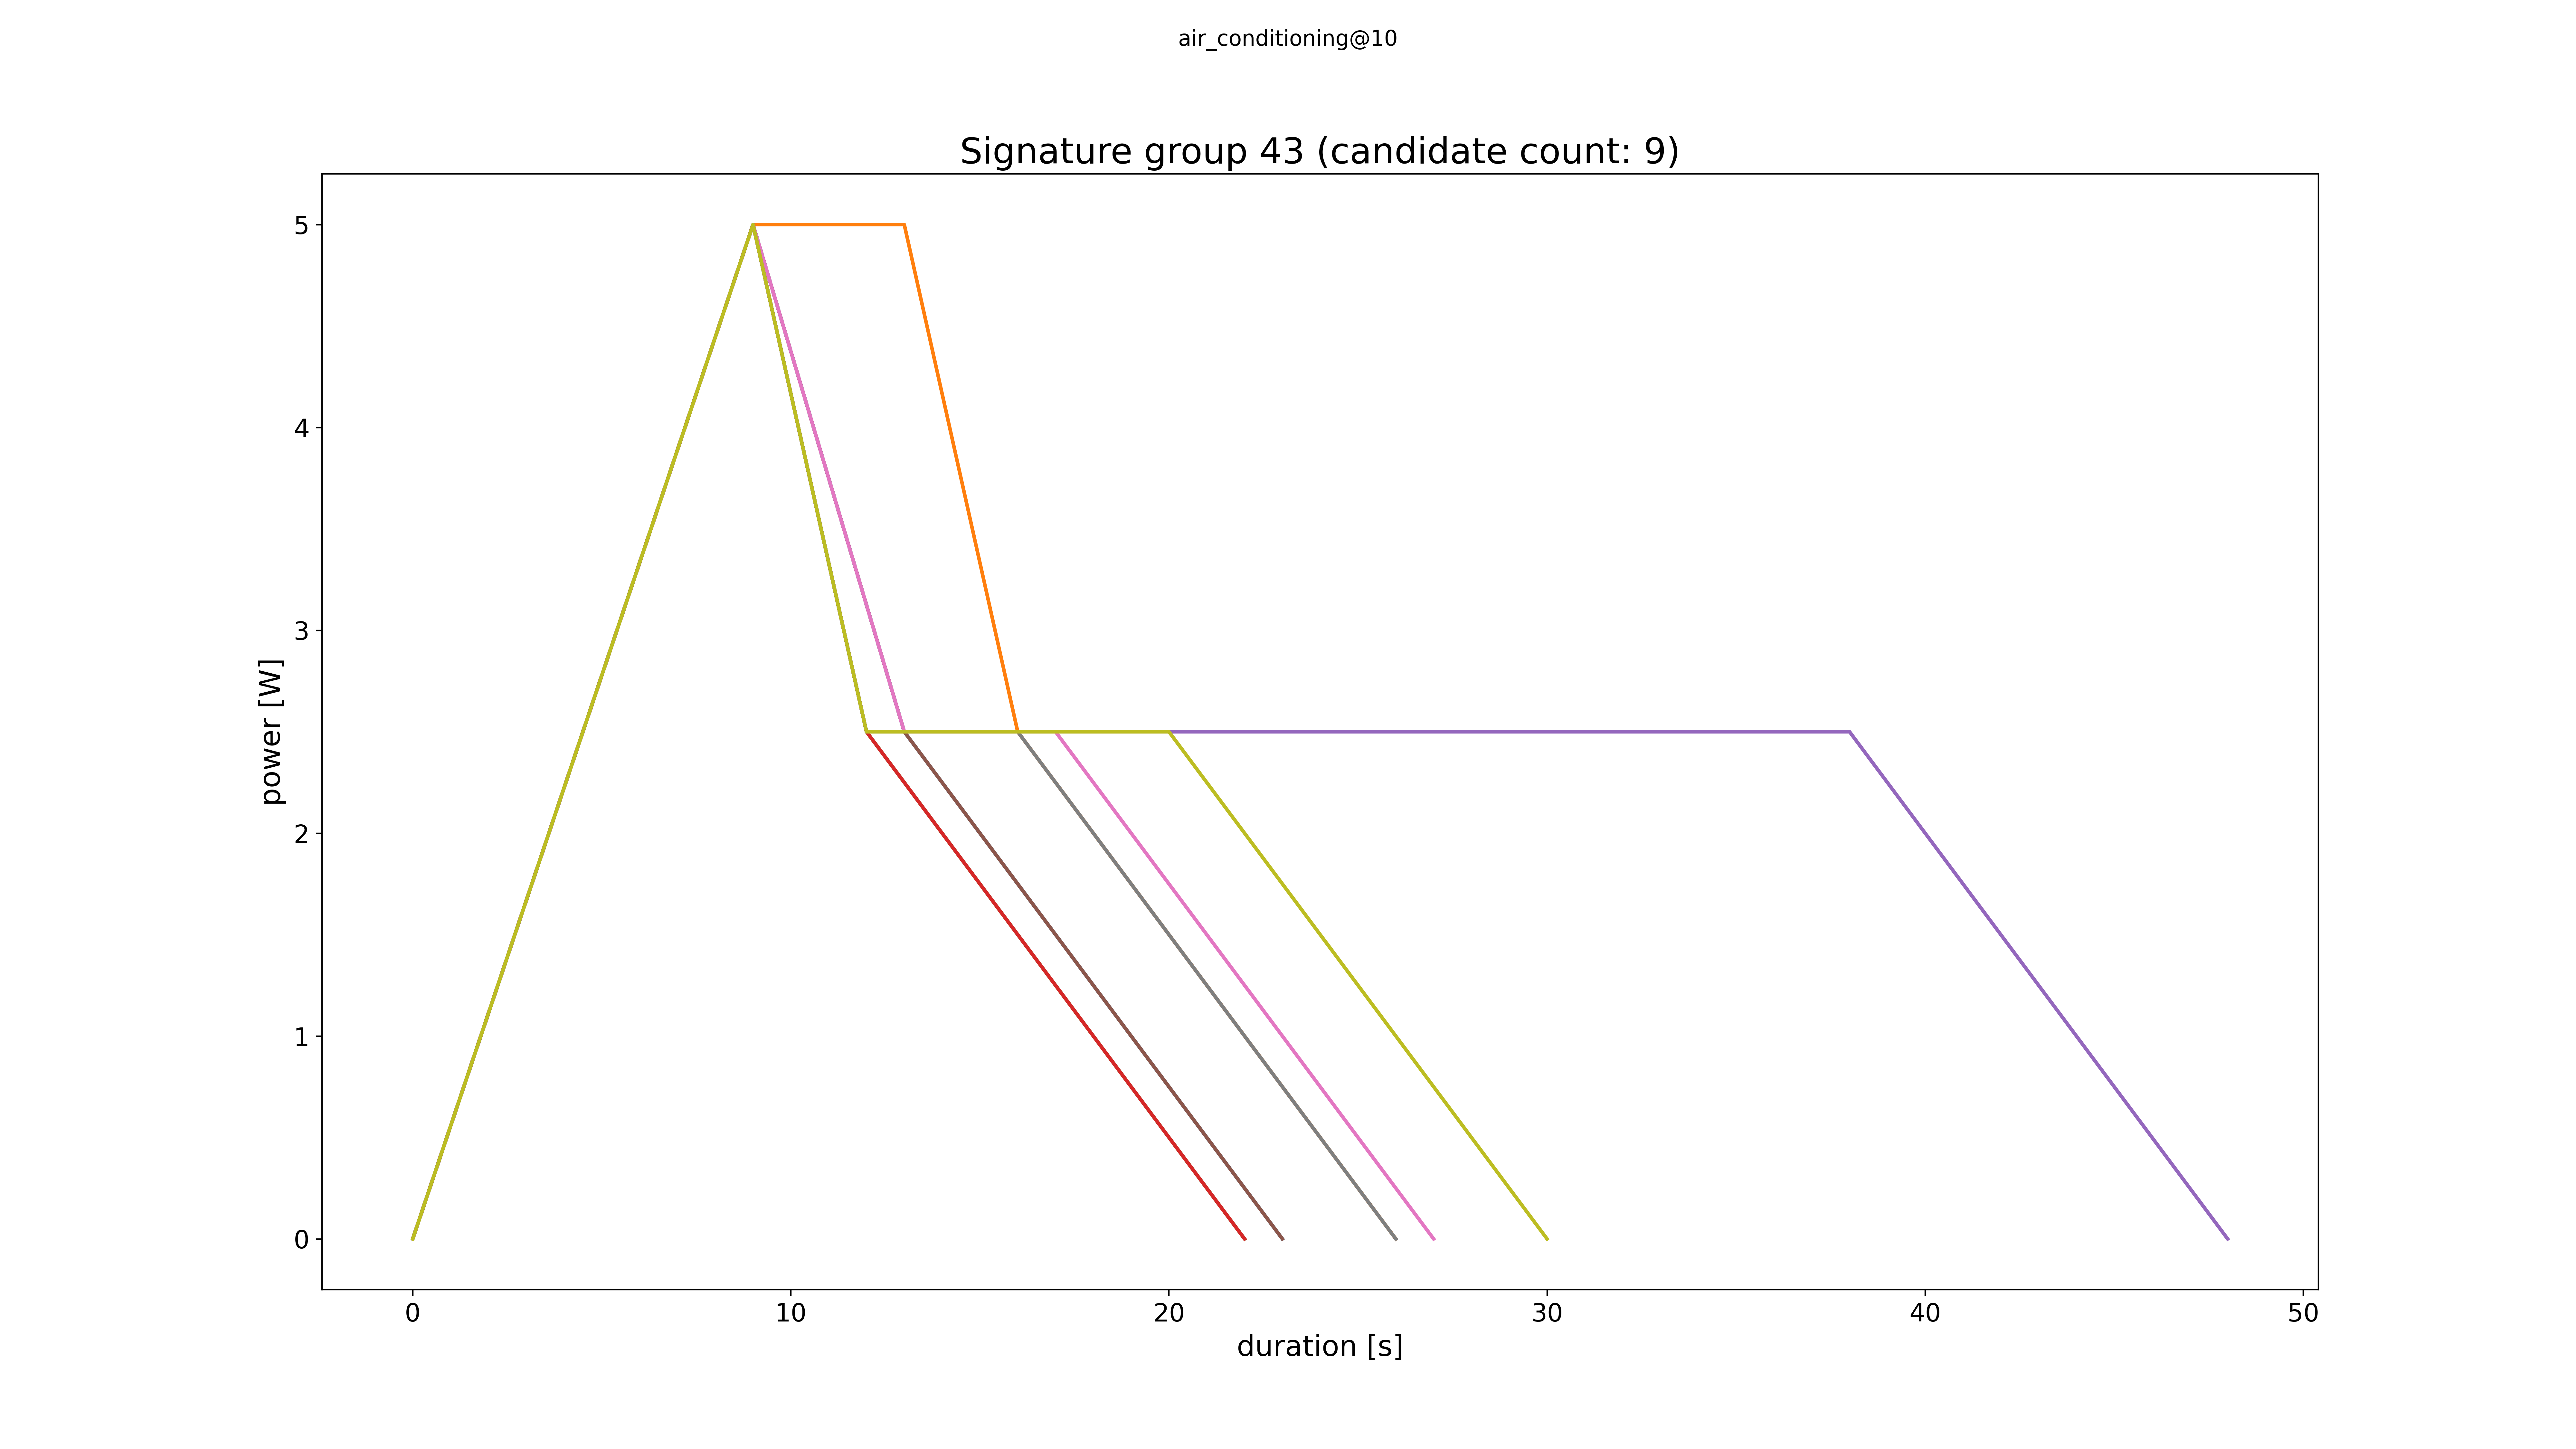 air_conditioning@10
Signature group 43 (candidate count: 9)
5
4
3
2
1
0
power [W]
0 10 20 30 40 50
duration [s]